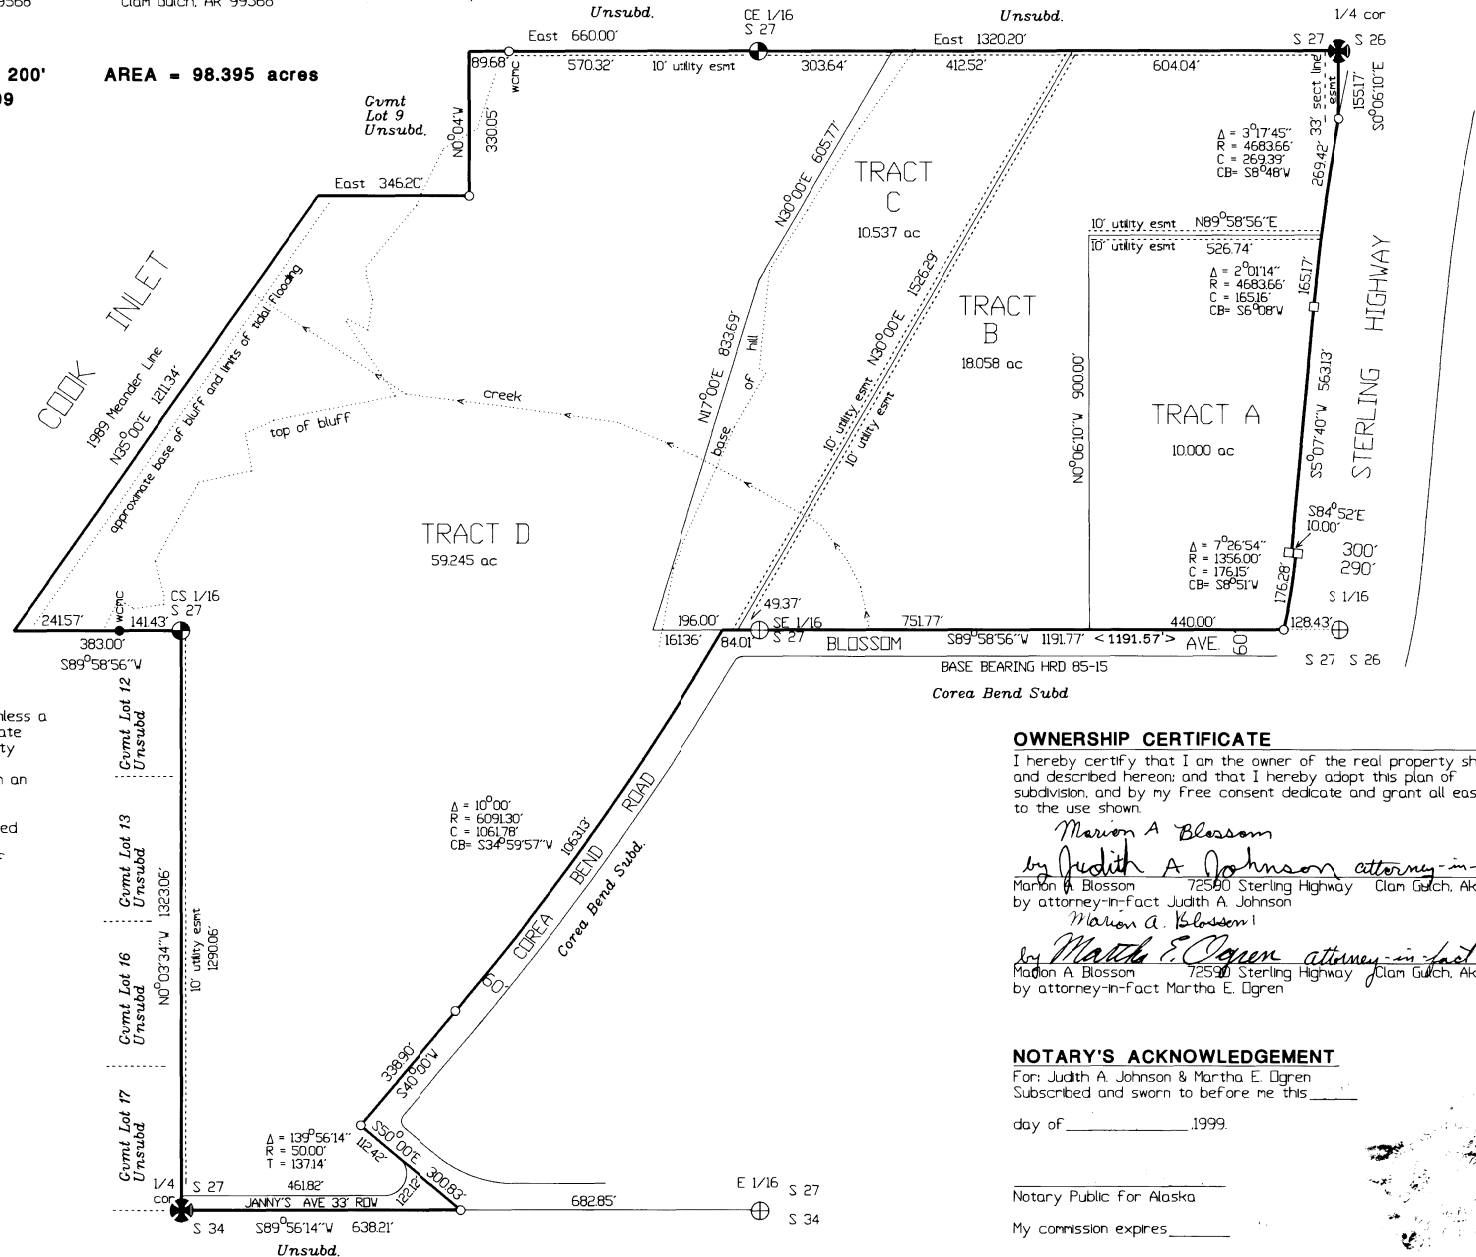 Clam Gulch, AK 99568
200'
AREA = 98.395 acres
Unsubd.
CE 1/16
S 27
Unsubd.
1/4 cor
S 27
S 26
East 660.00'
East 1320.20'
89.68'
570.32'
10' utility esmt
303.64'
412.52'
604.04'
wcmc
33' sect line
esmt
155.17'
S0°06'10"E
Gvmt
Lot 9
Unsubd.
N0°04'W
330.05'
East 346.20'
Δ = 3°17'45"
R = 4683.66'
C = 269.39'
CB= S8°48'W
269.42'
N30°00'E 605.77'
TRACT
C
10.537 ac
10' utility esmt N89°58'56"E
10' utility esmt 526.74'
Δ = 2°01'14"
R = 4683.66'
C = 165.16'
CB= S6°08'W
165.17'
STERLING HIGHWAY
COOK INLET
1989 Meander Line
N35°00'E 1211.34'
approximate base of bluff and limits of tidal flooding
N17°00'E 833.69'
base of hill
N30°00'E 1526.29'
10' utility esmt
10' utility esmt
TRACT
B
18.058 ac
N0°06'10"W 900.00'
TRACT A
10.000 ac
S5°07'40"W 563.13'
creek
top of bluff
TRACT D
59.245 ac
S84°52'E
10.00'
Δ = 7°26'54"
R = 1356.00'
C = 176.15'
CB= S8°51'W
176.28'
300'
290'
S 1/16
241.57'
wcmc
141.43'
CS 1/16
S 27
383.00'
S89°58'56"W
196.00'
161.36'
84.01'
49.37'
SE 1/16
S 27
751.77'
440.00'
128.43'
BLOSSOM S89°58'56"W 1191.77' <1191.57'> AVE.
60
S 27 S 26
BASE BEARING HRD 85-15
Corea Bend Subd
Gvmt Lot 12
Unsubd
Gvmt Lot 13
Unsubd
Gvmt Lot 16
Unsubd
Gvmt Lot 17
Unsubd
N0°03'34"W 1323.06'
10' utility esmt
1290.06'
Δ = 10°00'
R = 6091.30'
C = 1061.78'
CB= S34°59'57"W
1063.13'
COREA BEND ROAD
60'
Corea Bend Subd.
338.90'
S40°00'W
S50°00'E 300.83'
112.42'
122.12'
Δ = 139°56'14"
R = 50.00'
T = 137.14'
461.82'
JANNY'S AVE 33' ROW
1/4
cor
S 27
S 34
S89°56'14"W 638.21'
Unsubd.
682.85'
E 1/16
S 27
S 34
OWNERSHIP CERTIFICATE
I hereby certify that I am the owner of the real property sh
and described hereon; and that I hereby adopt this plan of
subdivision, and by my free consent dedicate and grant all eas
to the use shown.
Marion A Blossom
by Judith A Johnson attorney-in-
Marion A. Blossom 72590 Sterling Highway Clam Gulch, Ak
by attorney-in-fact Judith A. Johnson
Marion A. Blossom
by Martha E. Ogren attorney-in-fact
Marion A Blossom 72590 Sterling Highway Clam Gulch, Ak
by attorney-in-fact Martha E. Ogren
NOTARY'S ACKNOWLEDGEMENT
For: Judith A. Johnson & Martha E. Ogren
Subscribed and sworn to before me this
day of ,1999.
Notary Public for Alaska
My commission expires